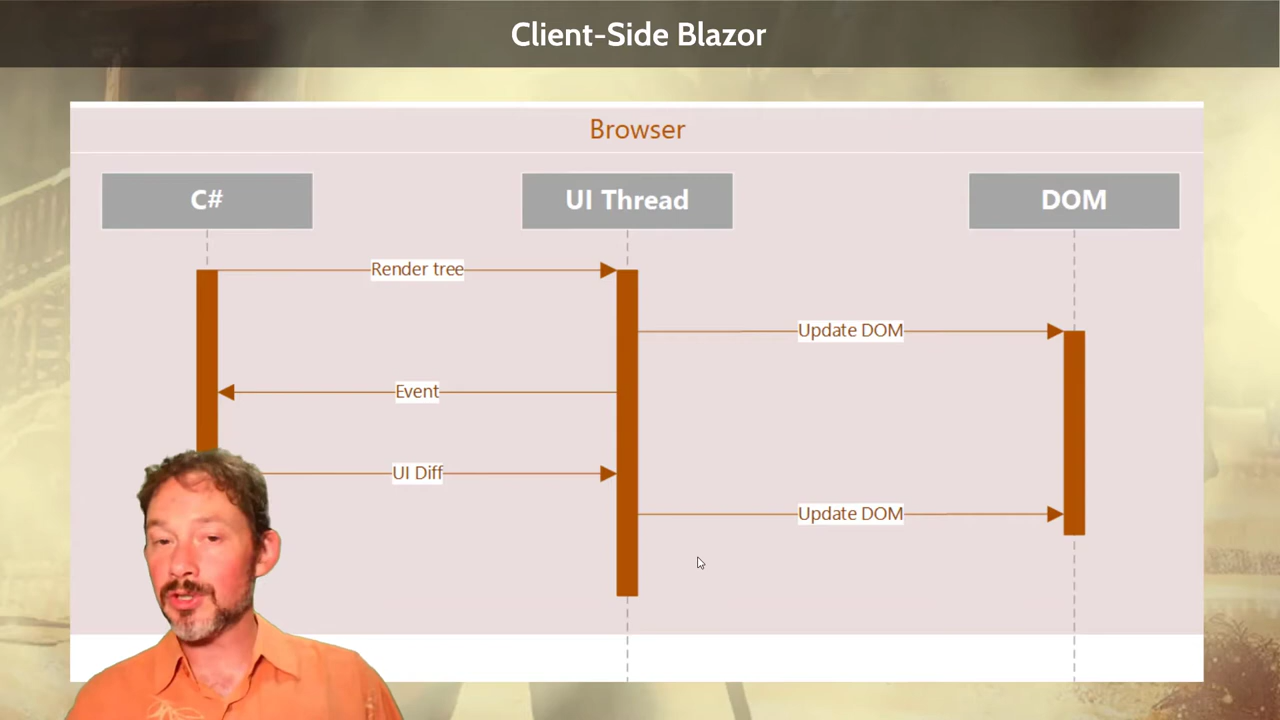 Client-Side Blazor
Browser
C#
UI Thread
DOM
Render tree
Update DOM
Event
UI Diff
Update DOM